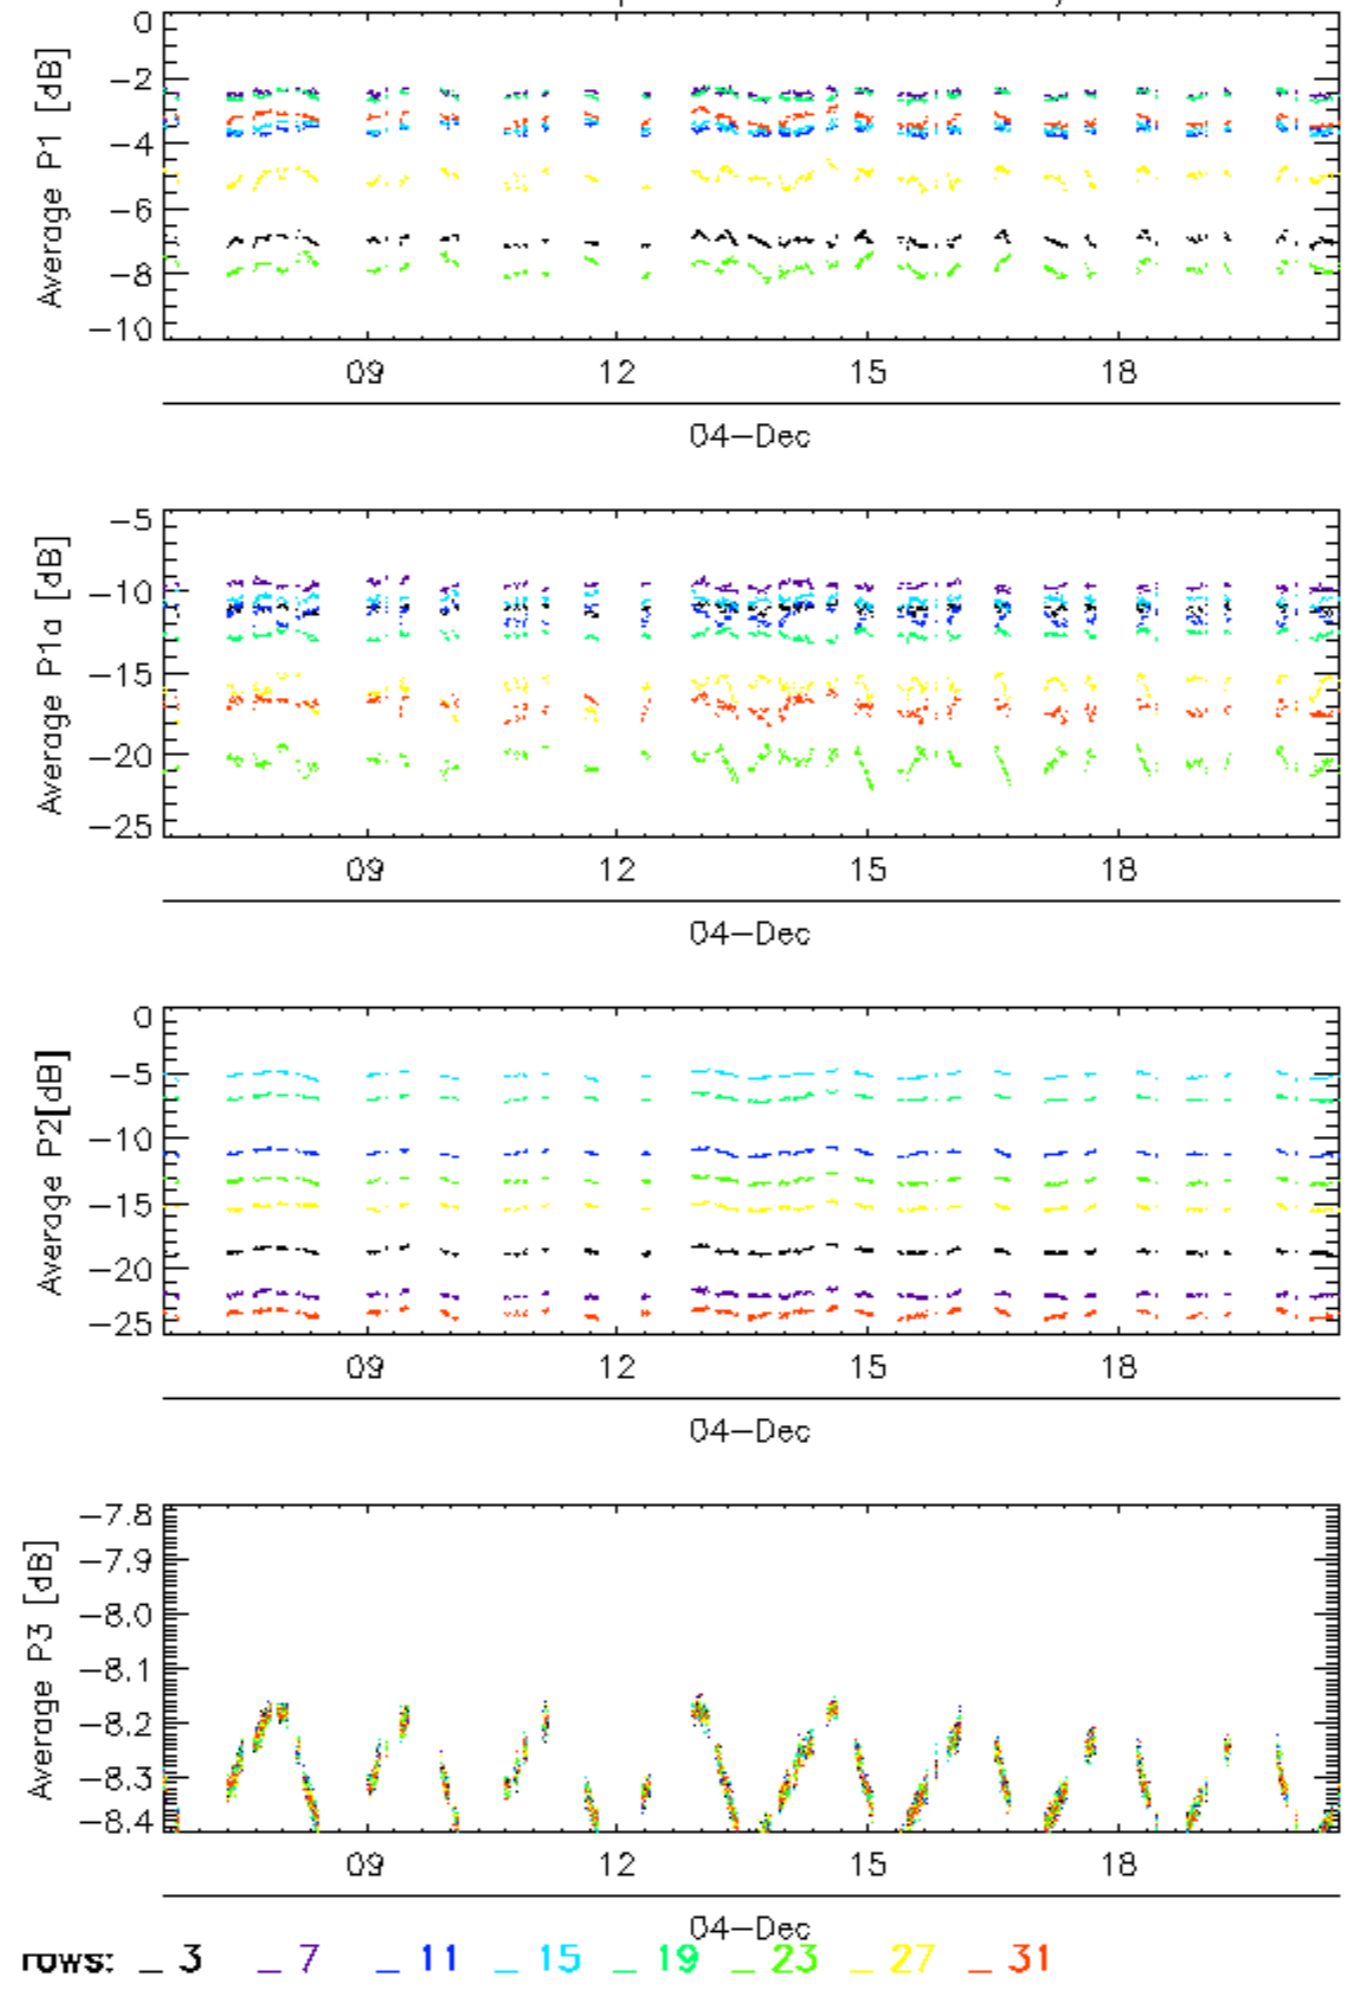 Average P1 [dB]
0
−2
−4
−6
−8
−10
09 12 15 18
04−Dec
Average P1a [dB]
−5
−10
−15
−20
−25
09 12 15 18
04−Dec
Average P2[dB]
0
−5
−10
−15
−20
−25
09 12 15 18
04−Dec
Average P3 [dB]
−7.8
−7.9
−8.0
−8.1
−8.2
−8.3
−8.4
09 12 15 18
04−Dec
rows: _ 3 _ 7 _ 11 _ 15 _ 19 _ 23 _ 27 _ 31